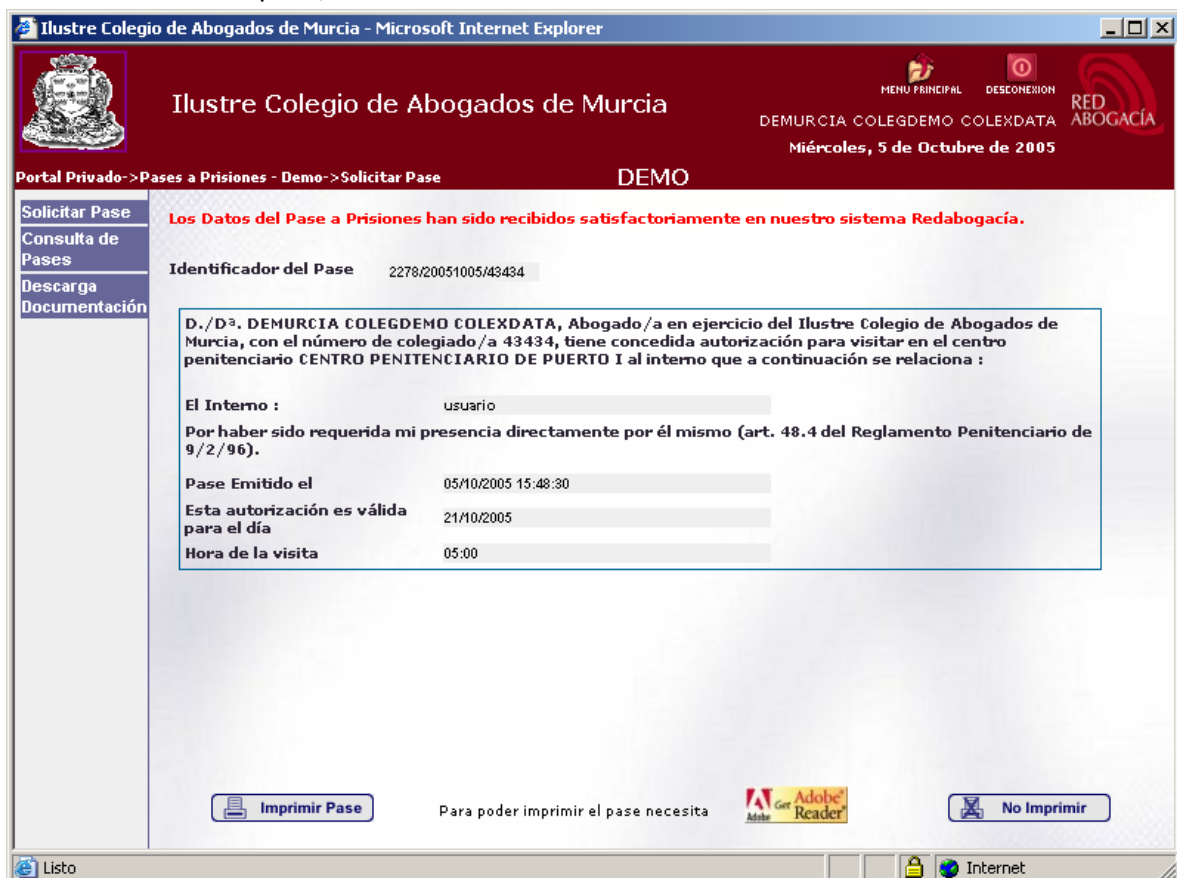 Ilustre Colegio de Abogados de Murcia - Microsoft Internet Explorer
Ilustre Colegio de Abogados de Murcia
MENU PRINCIPAL
DESCONEXION
RED
ABOGACÍA
DEMURCIA COLEGDEMO COLEXDATA
Miércoles, 5 de Octubre de 2005
Portal Privado->Pases a Prisiones - Demo->Solicitar Pase
DEMO
Solicitar Pase
Consulta de
Pases
Descarga
Documentación
Los Datos del Pase a Prisiones han sido recibidos satisfactoriamente en nuestro sistema Redabogacía.
Identificador del Pase 2278/20051005/43434
D./Dª. DEMURCIA COLEGDEMO COLEXDATA, Abogado/a en ejercicio del Ilustre Colegio de Abogados de
Murcia, con el número de colegiado/a 43434, tiene concedida autorización para visitar en el centro
penitenciario CENTRO PENITENCIARIO DE PUERTO I al interno que a continuación se relaciona :
El Interno : usuario
Por haber sido requerida mi presencia directamente por él mismo (art. 48.4 del Reglamento Penitenciario de
9/2/96).
Pase Emitido el 05/10/2005 15:48:30
Esta autorización es válida
para el día 21/10/2005
Hora de la visita 05:00
Imprimir Pase
Para poder imprimir el pase necesita
Adobe
Get Adobe
Reader
No Imprimir
Listo
Internet